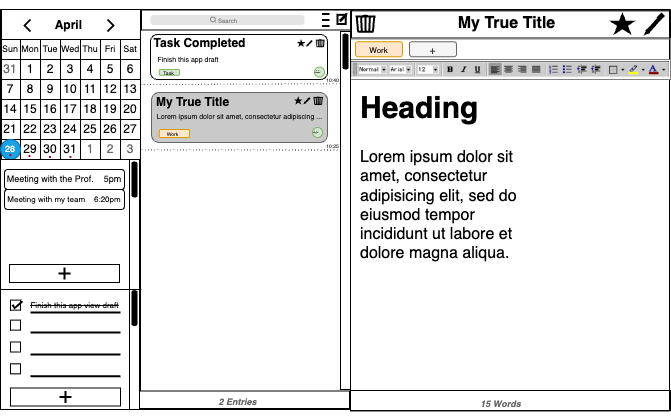 April
Sun Mon Tue Wed Thu Fri Sat
31 1 2 3 4 5 6
7 8 9 10 11 12 13
14 15 16 17 18 19 20
21 22 23 24 25 26 27
28 29 30 31 1 2 3
Meeting with the Prof. 5pm
Meeting with my team 6:20pm
+
Finish this app view draft
+
Search
Task Completed
Finish this app draft
Task
10:40
My True Title
Lorem ipsum dolor sit amet, consectetur adipiscing ...
Work
10:25
2 Entries
My True Title
Work +
Normal Arial 12 B I U A
Heading
Lorem ipsum dolor sit
amet, consectetur
adipisicing elit, sed do
eiusmod tempor
incididunt ut labore et
dolore magna aliqua.
15 Words